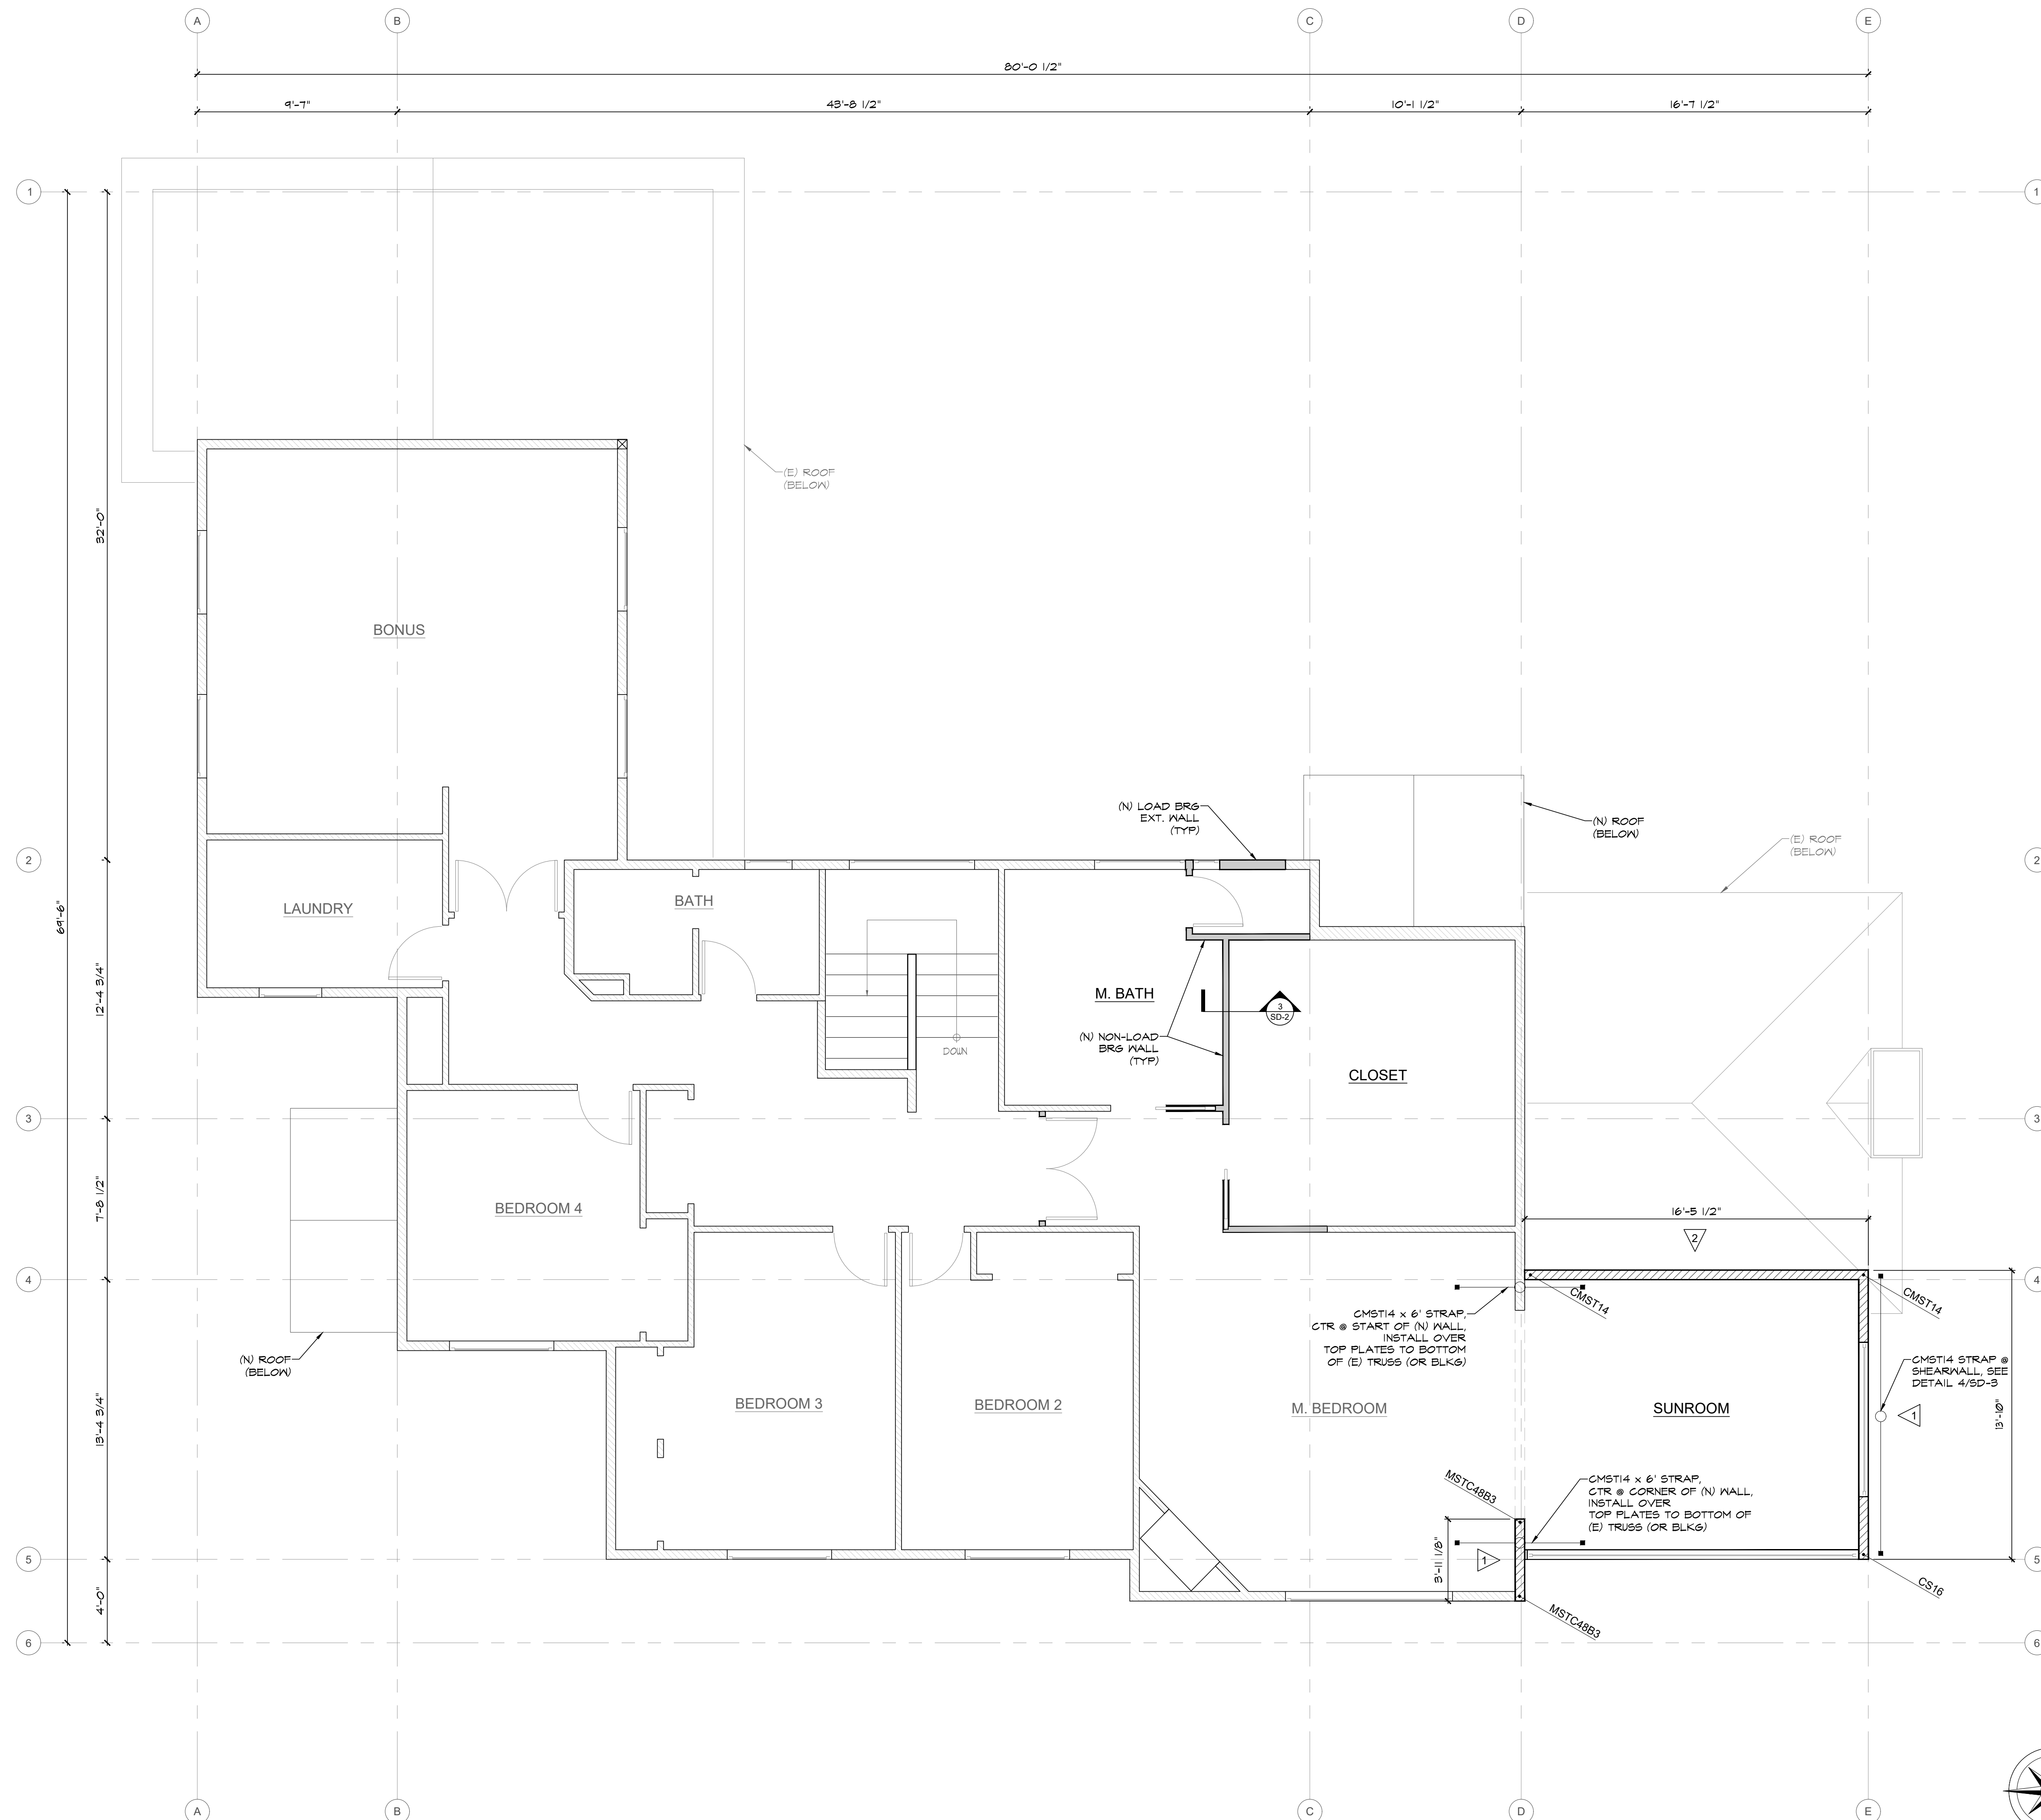 A
B
C
D
E
80'-0 1/2"
9'-7"
43'-8 1/2"
10'-1 1/2"
16'-7 1/2"
1
1
(E) ROOF
(BELOW)
32'-0"
BONUS
(N) LOAD BRG
EXT. WALL
(TYP)
(N) ROOF
(BELOW)
(E) ROOF
(BELOW)
2
2
69'-6"
LAUNDRY
BATH
12'-4 3/4"
M. BATH
3
SD-2
(N) NON-LOAD
BRG WALL
(TYP)
DOWN
CLOSET
3
3
7'-8 1/2"
BEDROOM 4
16'-5 1/2"
2
4
4
CMST14
CMST14
CMST14 x 6' STRAP,
CTR @ START OF (N) WALL,
INSTALL OVER
TOP PLATES TO BOTTOM
OF (E) TRUSS (OR BLKG)
(N) ROOF
(BELOW)
CMST14 STRAP @
SHEARWALL, SEE
DETAIL 4/SD-3
1
13'-10"
13'-4 3/4"
BEDROOM 3
BEDROOM 2
M. BEDROOM
SUNROOM
MSTC48B3
CMST14 x 6' STRAP,
CTR @ CORNER OF (N) WALL,
INSTALL OVER
TOP PLATES TO BOTTOM OF
(E) TRUSS (OR BLKG)
3'-11 1/8"
1
5
5
CS16
MSTC48B3
4'-0"
6
6
A
B
C
D
E